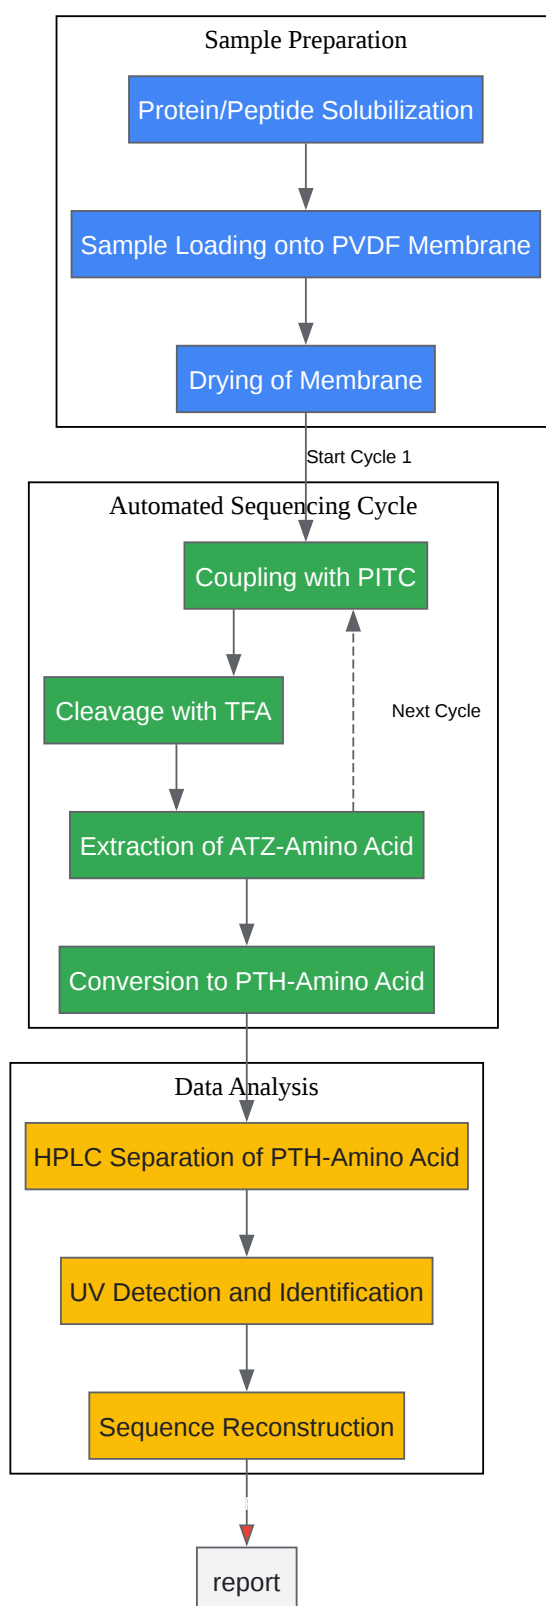 Sample Preparation
Protein/Peptide Solubilization
Sample Loading onto PVDF Membrane
Drying of Membrane
Start Cycle 1
Automated Sequencing Cycle
Coupling with PITC
Cleavage with TFA
Next Cycle
Extraction of ATZ-Amino Acid
Conversion to PTH-Amino Acid
Data Analysis
HPLC Separation of PTH-Amino Acid
UV Detection and Identification
Sequence Reconstruction
report